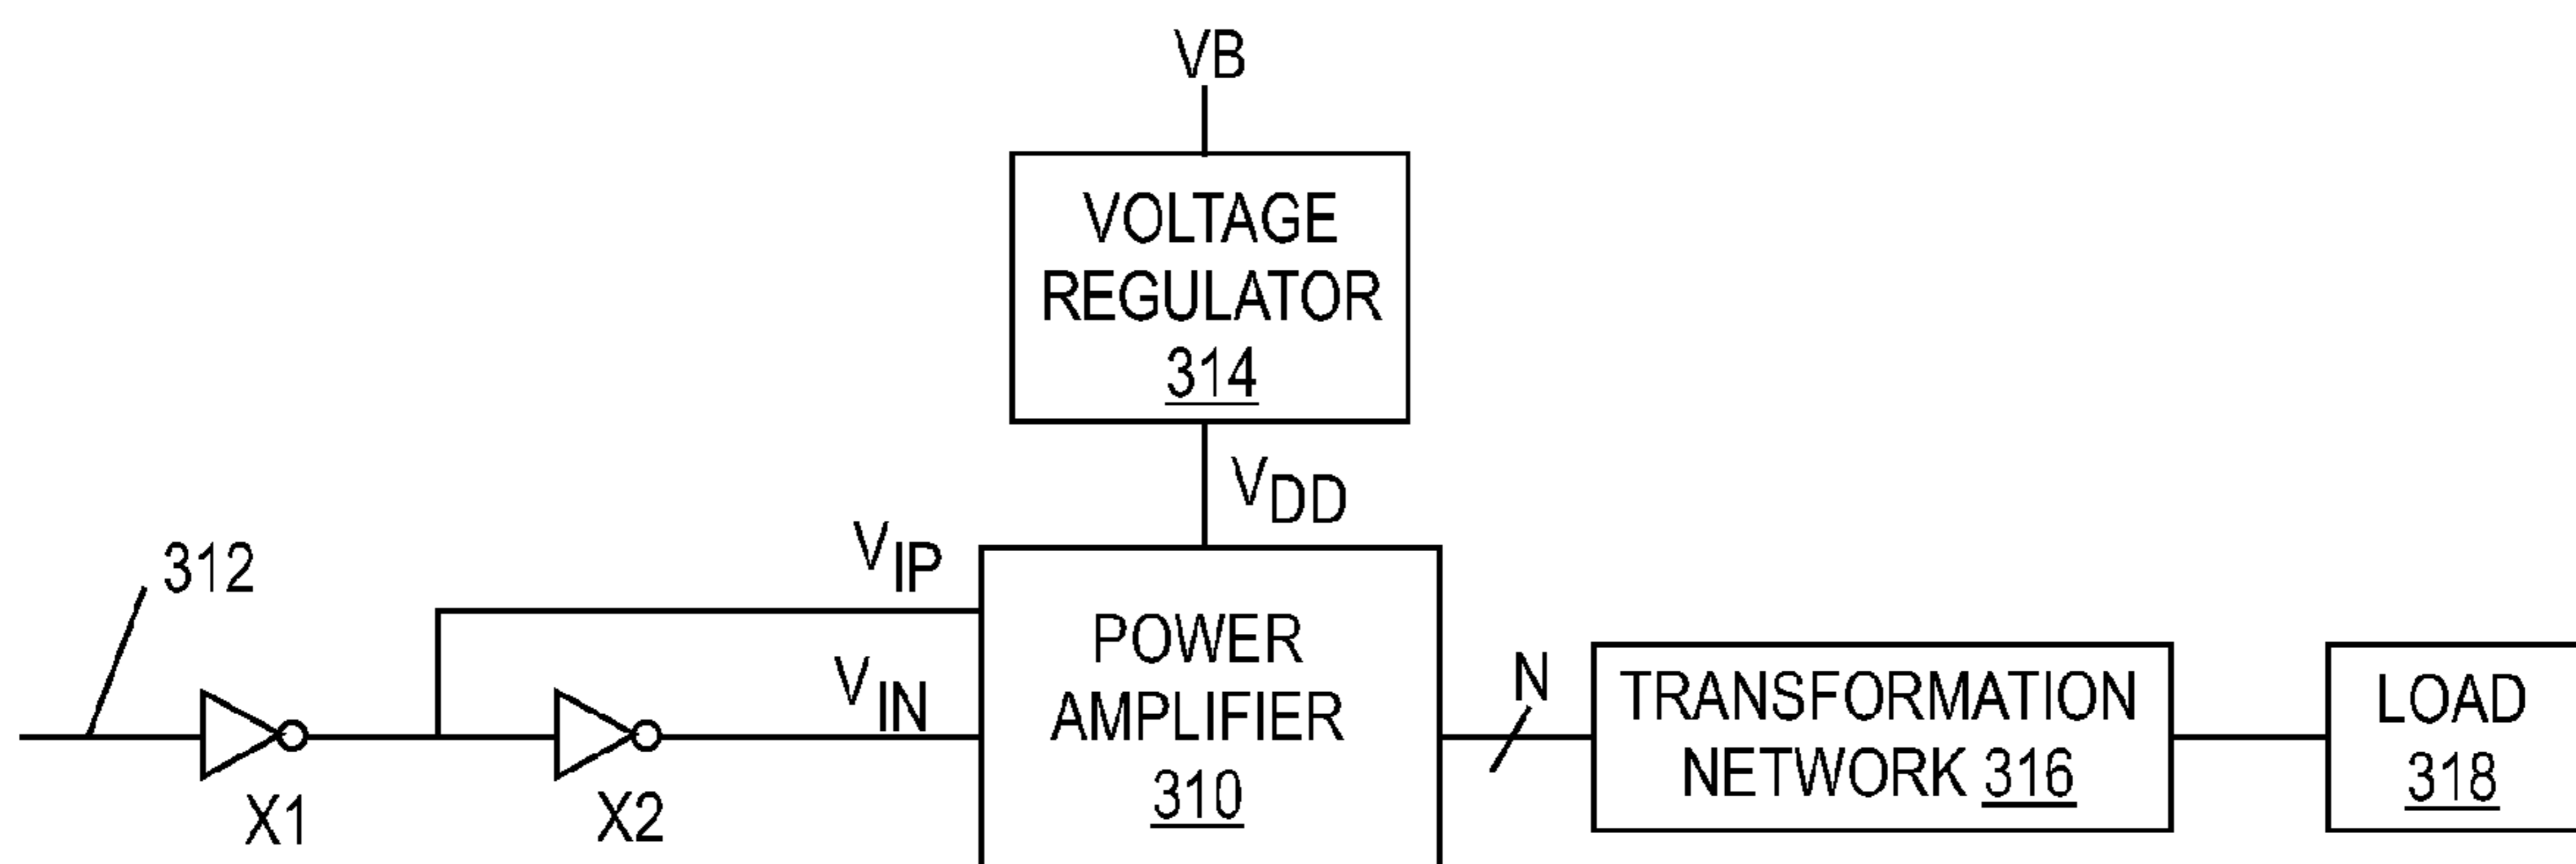 VB
VOLTAGE
REGULATOR
314
VDD
312
VIP
VIN
X1
X2
POWER
AMPLIFIER
310
N
TRANSFORMATION
NETWORK 316
LOAD
318